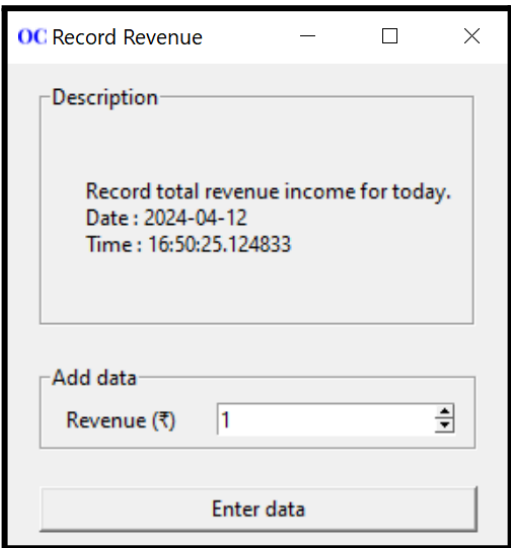 OC Record Revenue
Description
Record total revenue income for today.
Date : 2024-04-12
Time : 16:50:25.124833
Add data
Revenue (₹) 1
Enter data